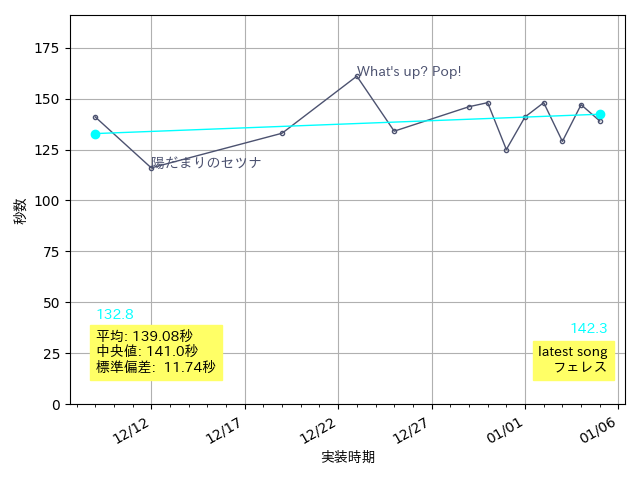 175
150
125
100
75
50
25
0
秒数
What's up? Pop!
陽だまりのセツナ
132.8
平均: 139.08秒
中央値: 141.0秒
標準偏差: 11.74秒
142.3
latest song
フェレス
12/12
12/17
12/22
12/27
01/01
01/06
実装時期